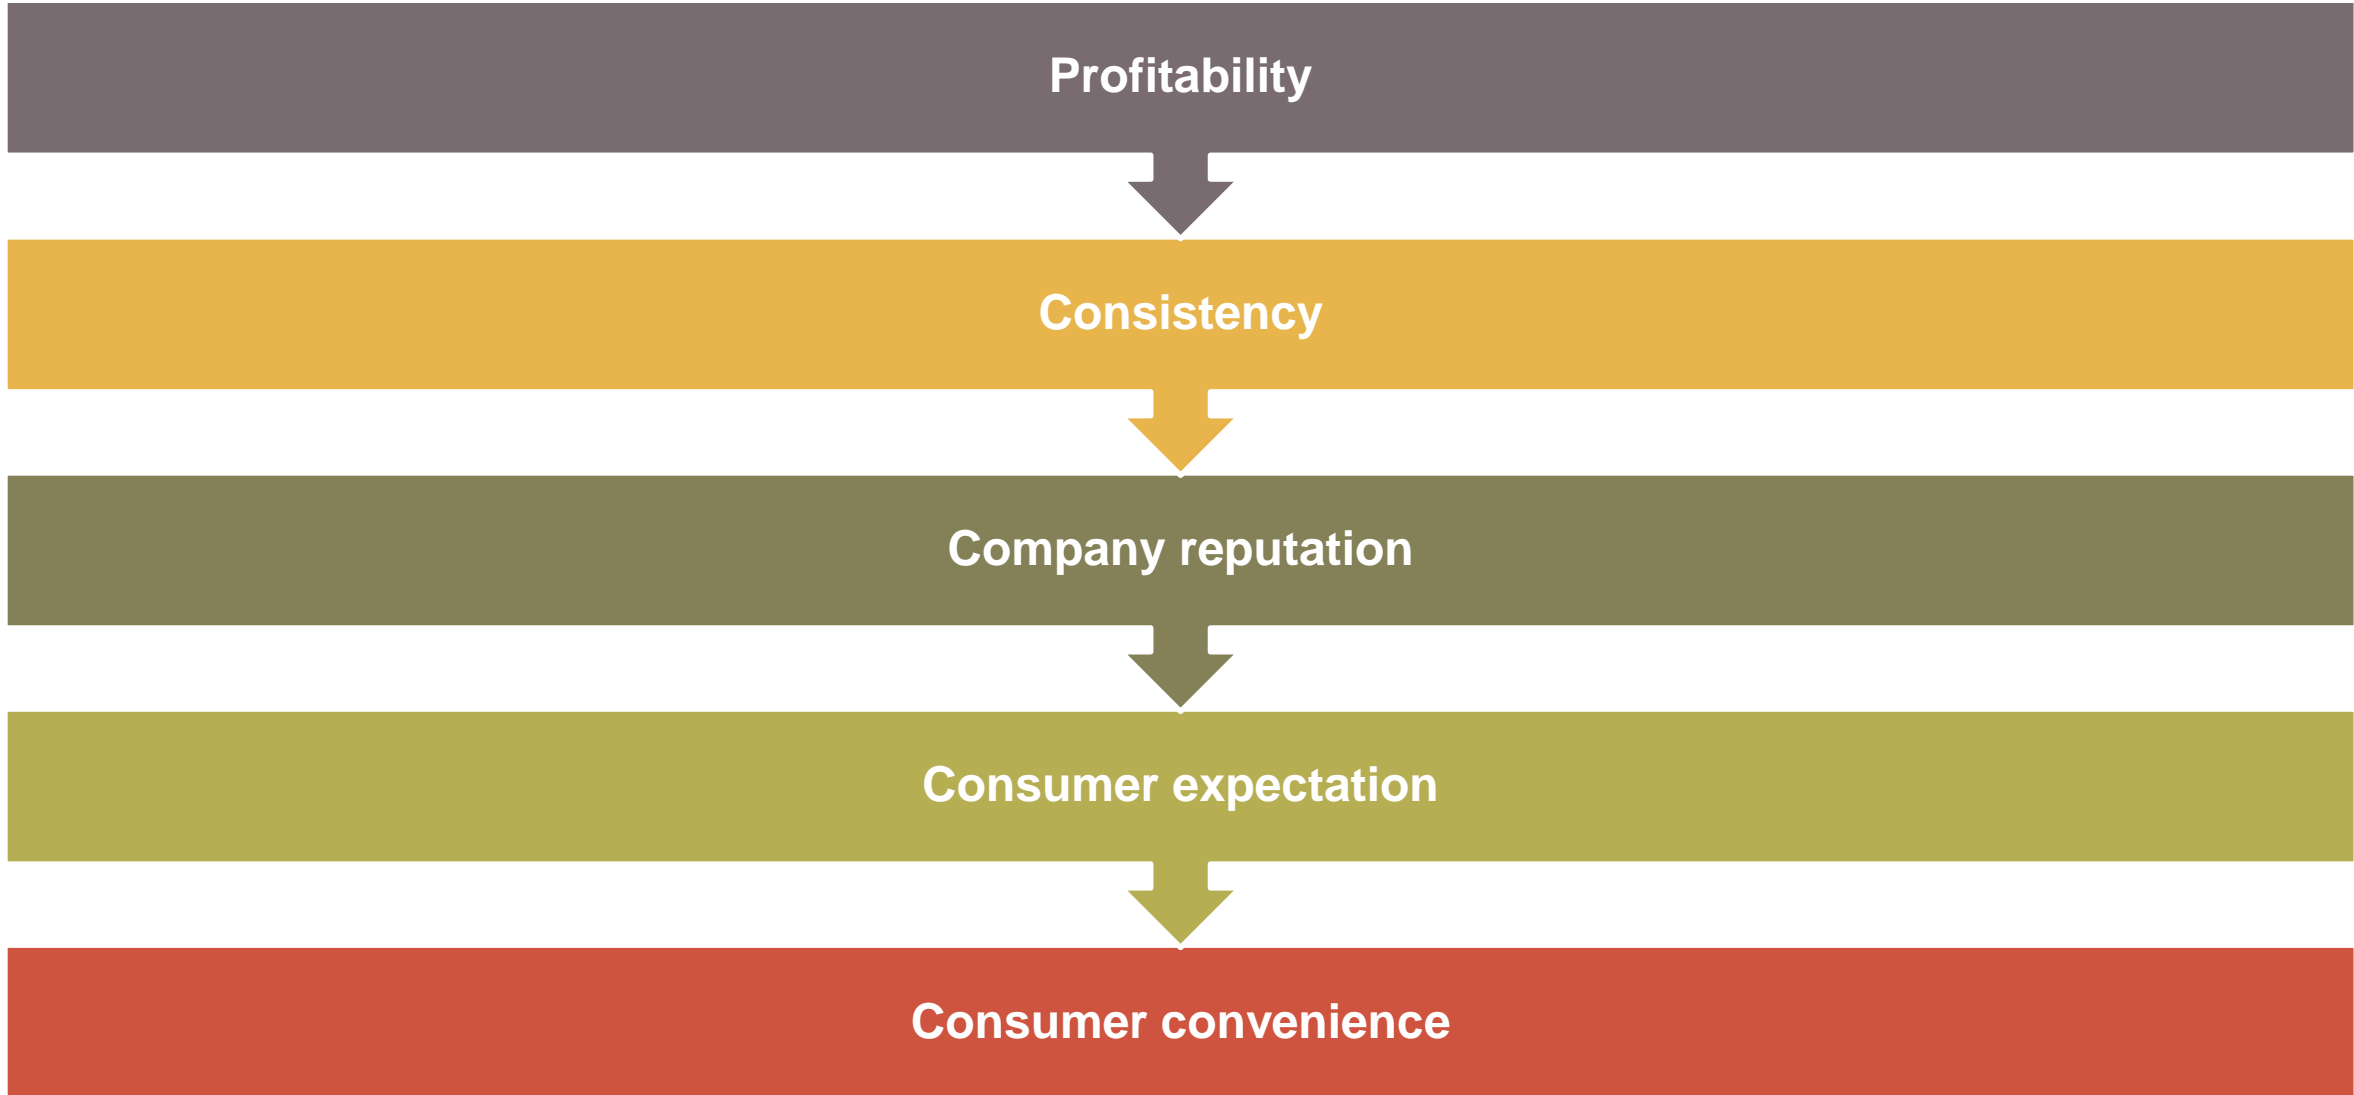 Profitability
Consistency
Company reputation
Consumer expectation
Consumer convenience